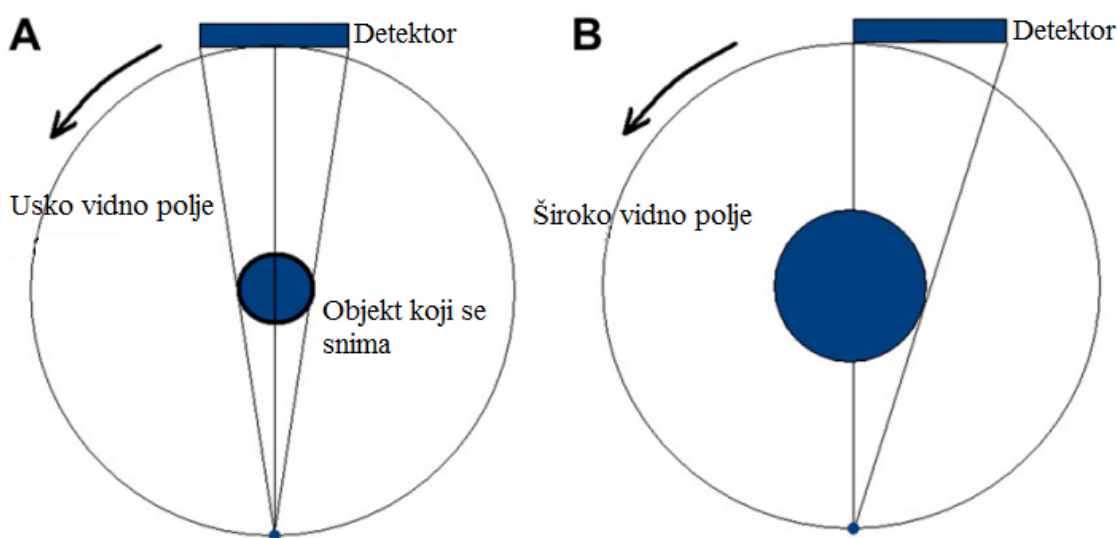 A
Detektor
Usko vidno polje
Objekt koji se
snima
B
Detektor
Široko vidno polje